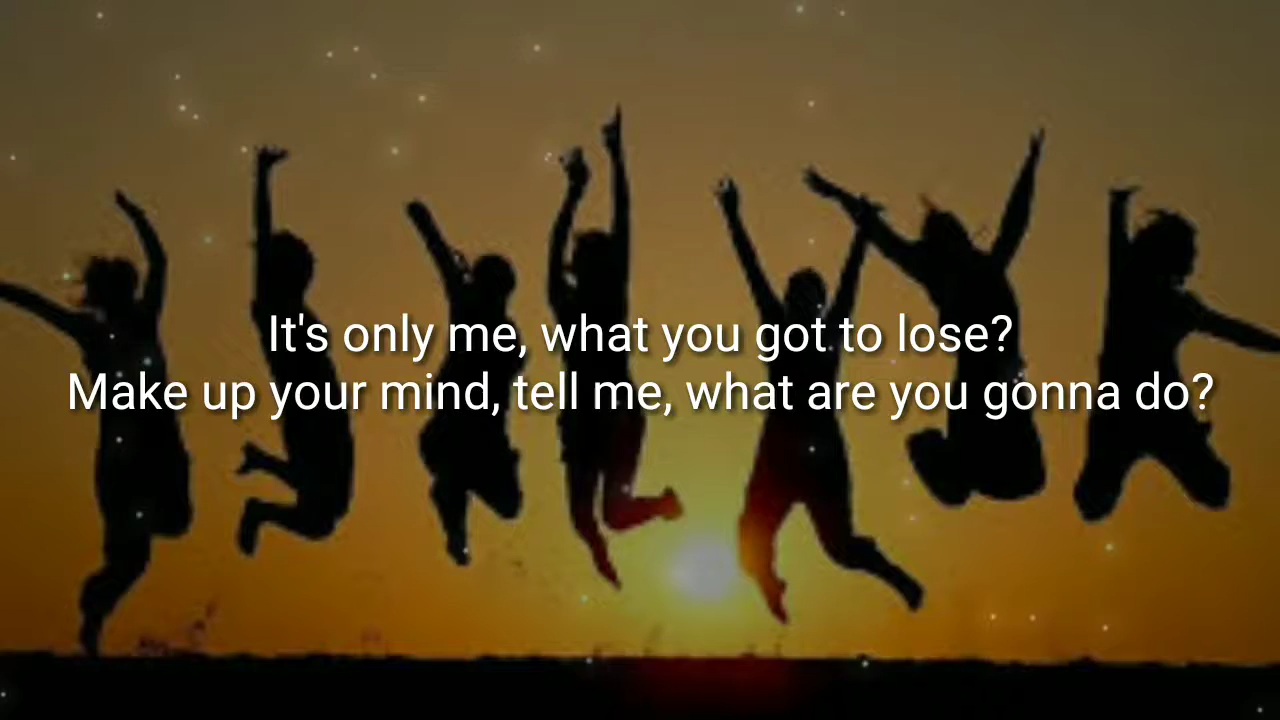 It's only me, what you got to lose?
Make up your mind, tell me, what are you gonna do?